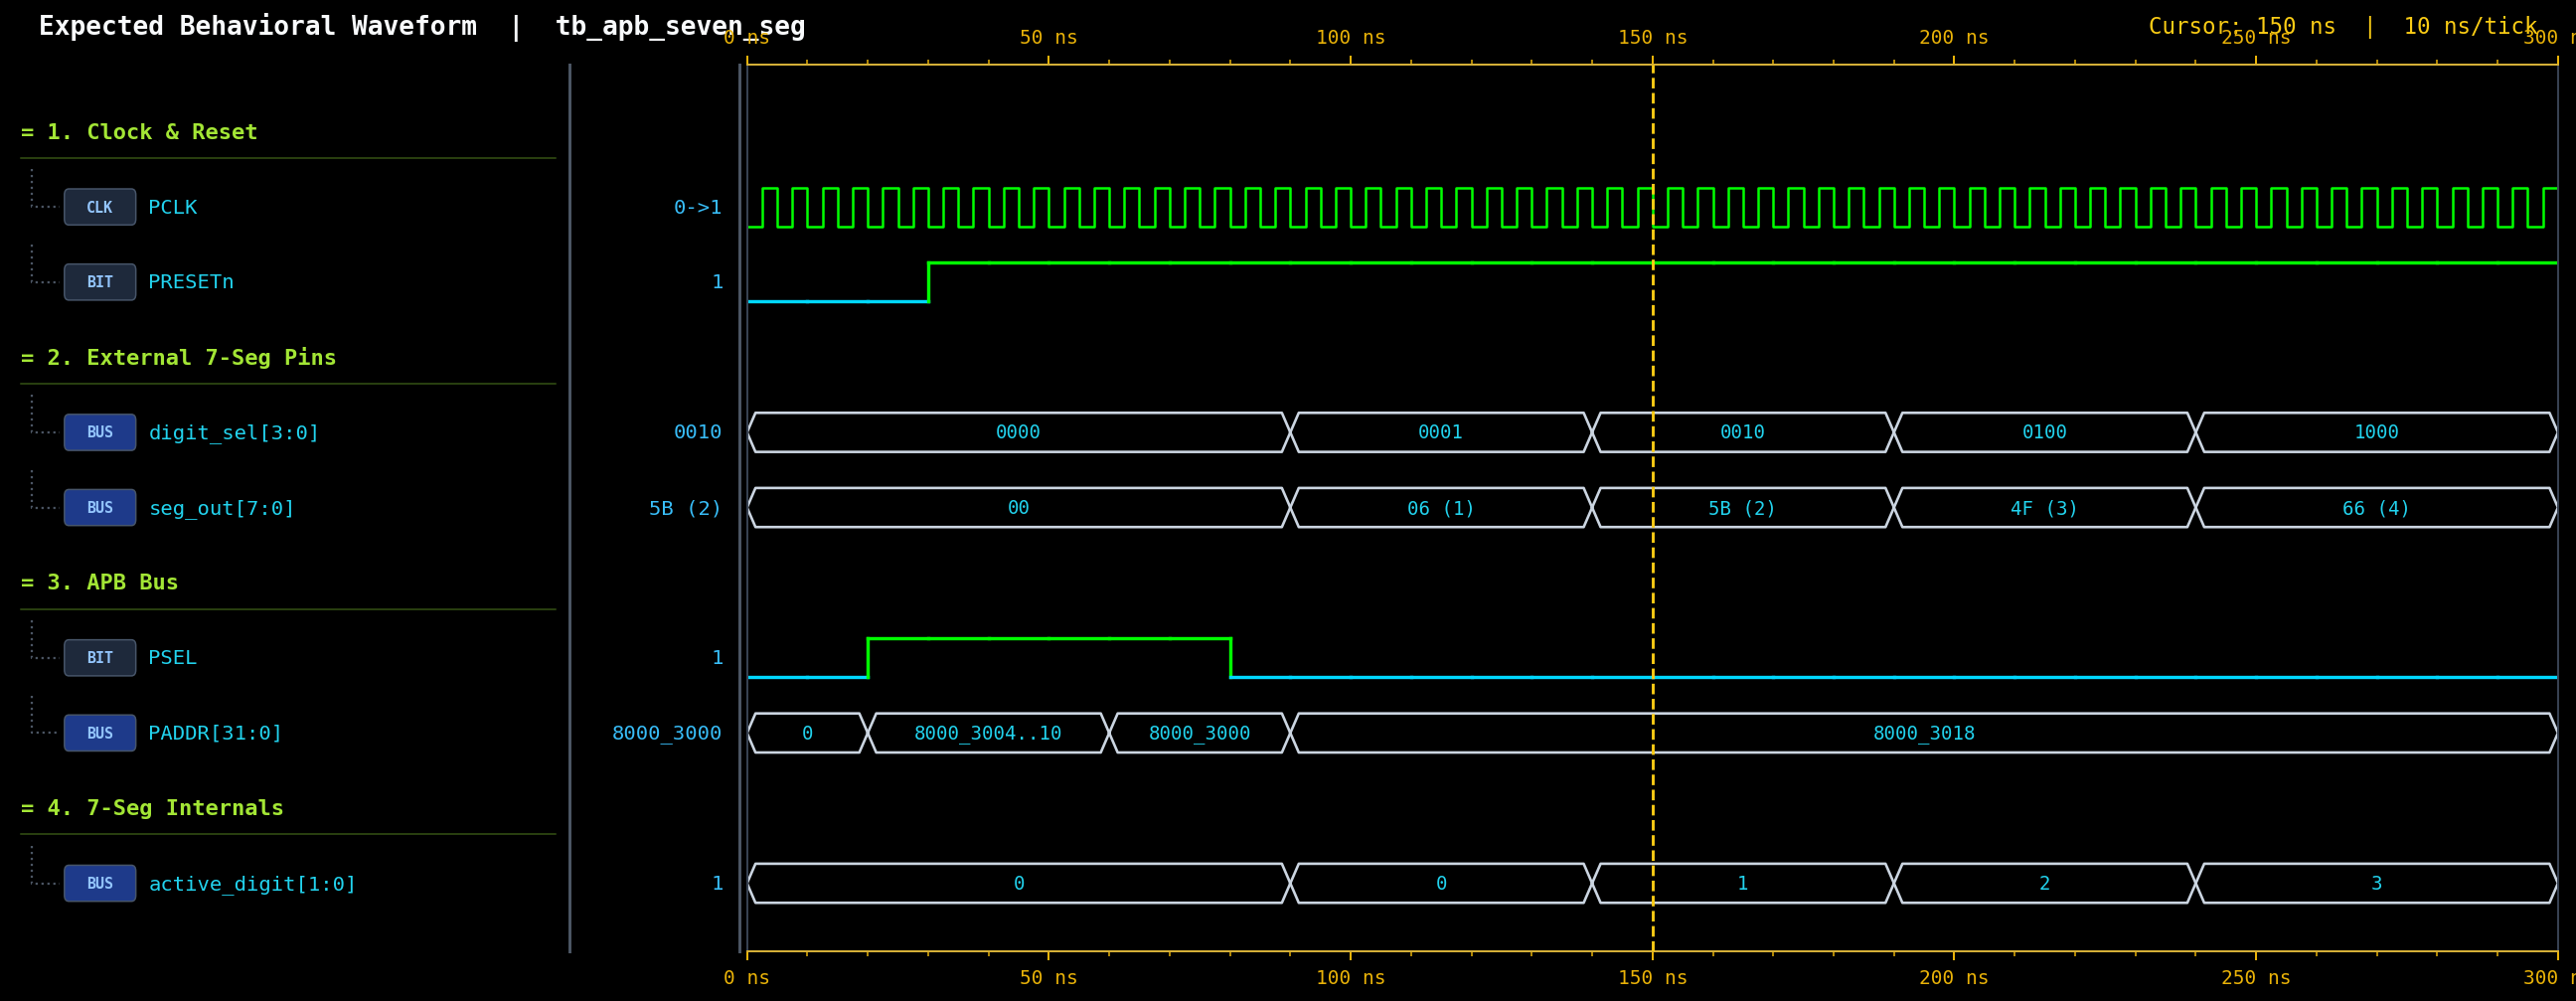 Expected Behavioral Waveform | tb_apb_seven_seg
Cursor: 150 ns | 10 ns/tick
0 ns 50 ns 100 ns 150 ns 200 ns 250 ns 300 n
= 1. Clock & Reset
CLK PCLK 0->1
BIT PRESETn 1
= 2. External 7-Seg Pins
BUS digit_sel[3:0] 0010 0000 0001 0010 0100 1000
BUS seg_out[7:0] 5B (2) 00 06 (1) 5B (2) 4F (3) 66 (4)
= 3. APB Bus
BIT PSEL 1
BUS PADDR[31:0] 8000_3000 0 8000_3004..10 8000_3000 8000_3018
= 4. 7-Seg Internals
BUS active_digit[1:0] 1 0 0 1 2 3
0 ns 50 ns 100 ns 150 ns 200 ns 250 ns 300 n